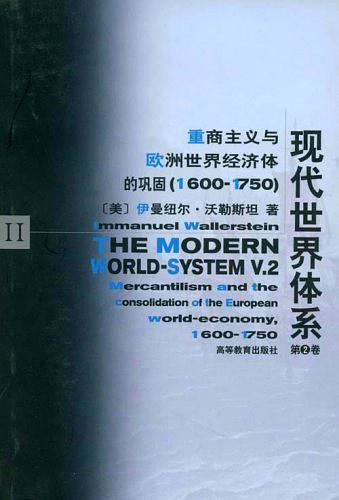 现代世界体系
第2卷
重商主义与
欧洲世界经济体
的巩固(1600-1750)
〔美〕伊曼纽尔·沃勒斯坦 著
II
Immanuel Wallerstein
THE MODERN
WORLD-SYSTEM V.2
Mercantilism and the
consolidation of the European
world-economy,
1600-1750
高等教育出版社